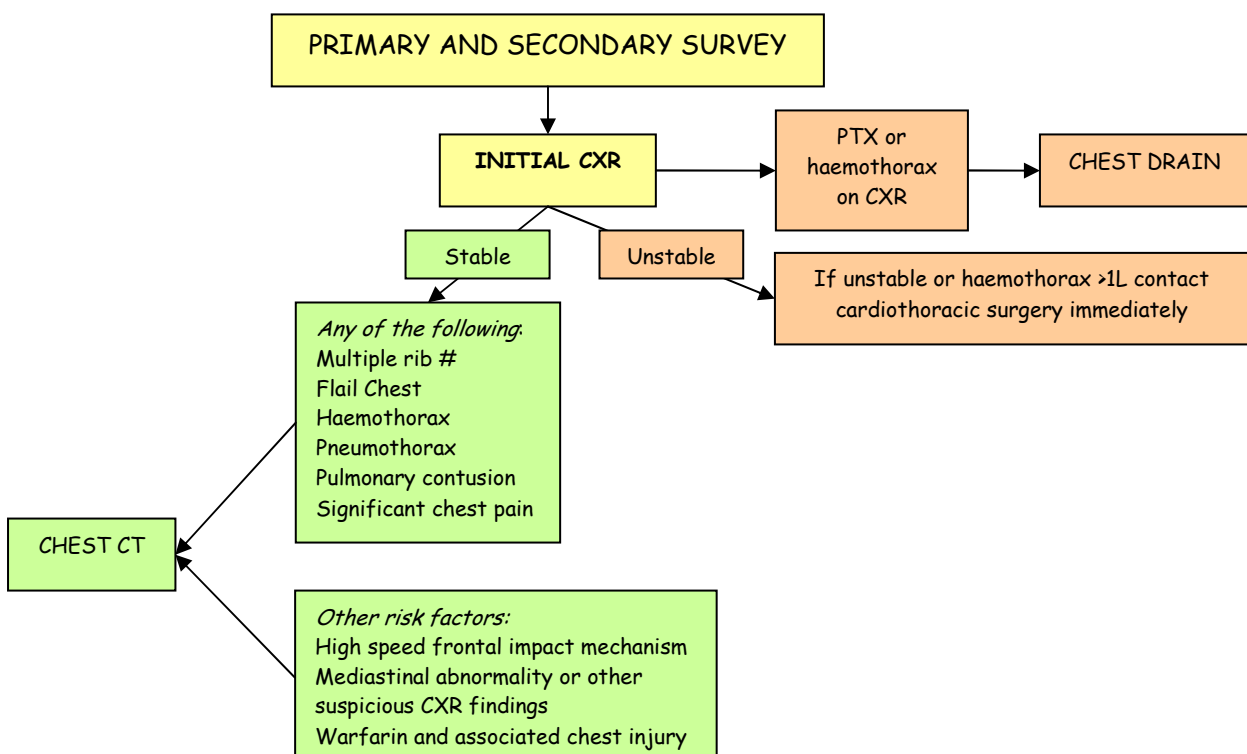 PRIMARY AND SECONDARY SURVEY
INITIAL CXR
PTX or
haemothorax
on CXR
CHEST DRAIN
Stable
Unstable
If unstable or haemothorax >1L contact
cardiothoracic surgery immediately
Any of the following:
Multiple rib #
Flail Chest
Haemothorax
Pneumothorax
Pulmonary contusion
Significant chest pain
CHEST CT
Other risk factors:
High speed frontal impact mechanism
Mediastinal abnormality or other
suspicious CXR findings
Warfarin and associated chest injury